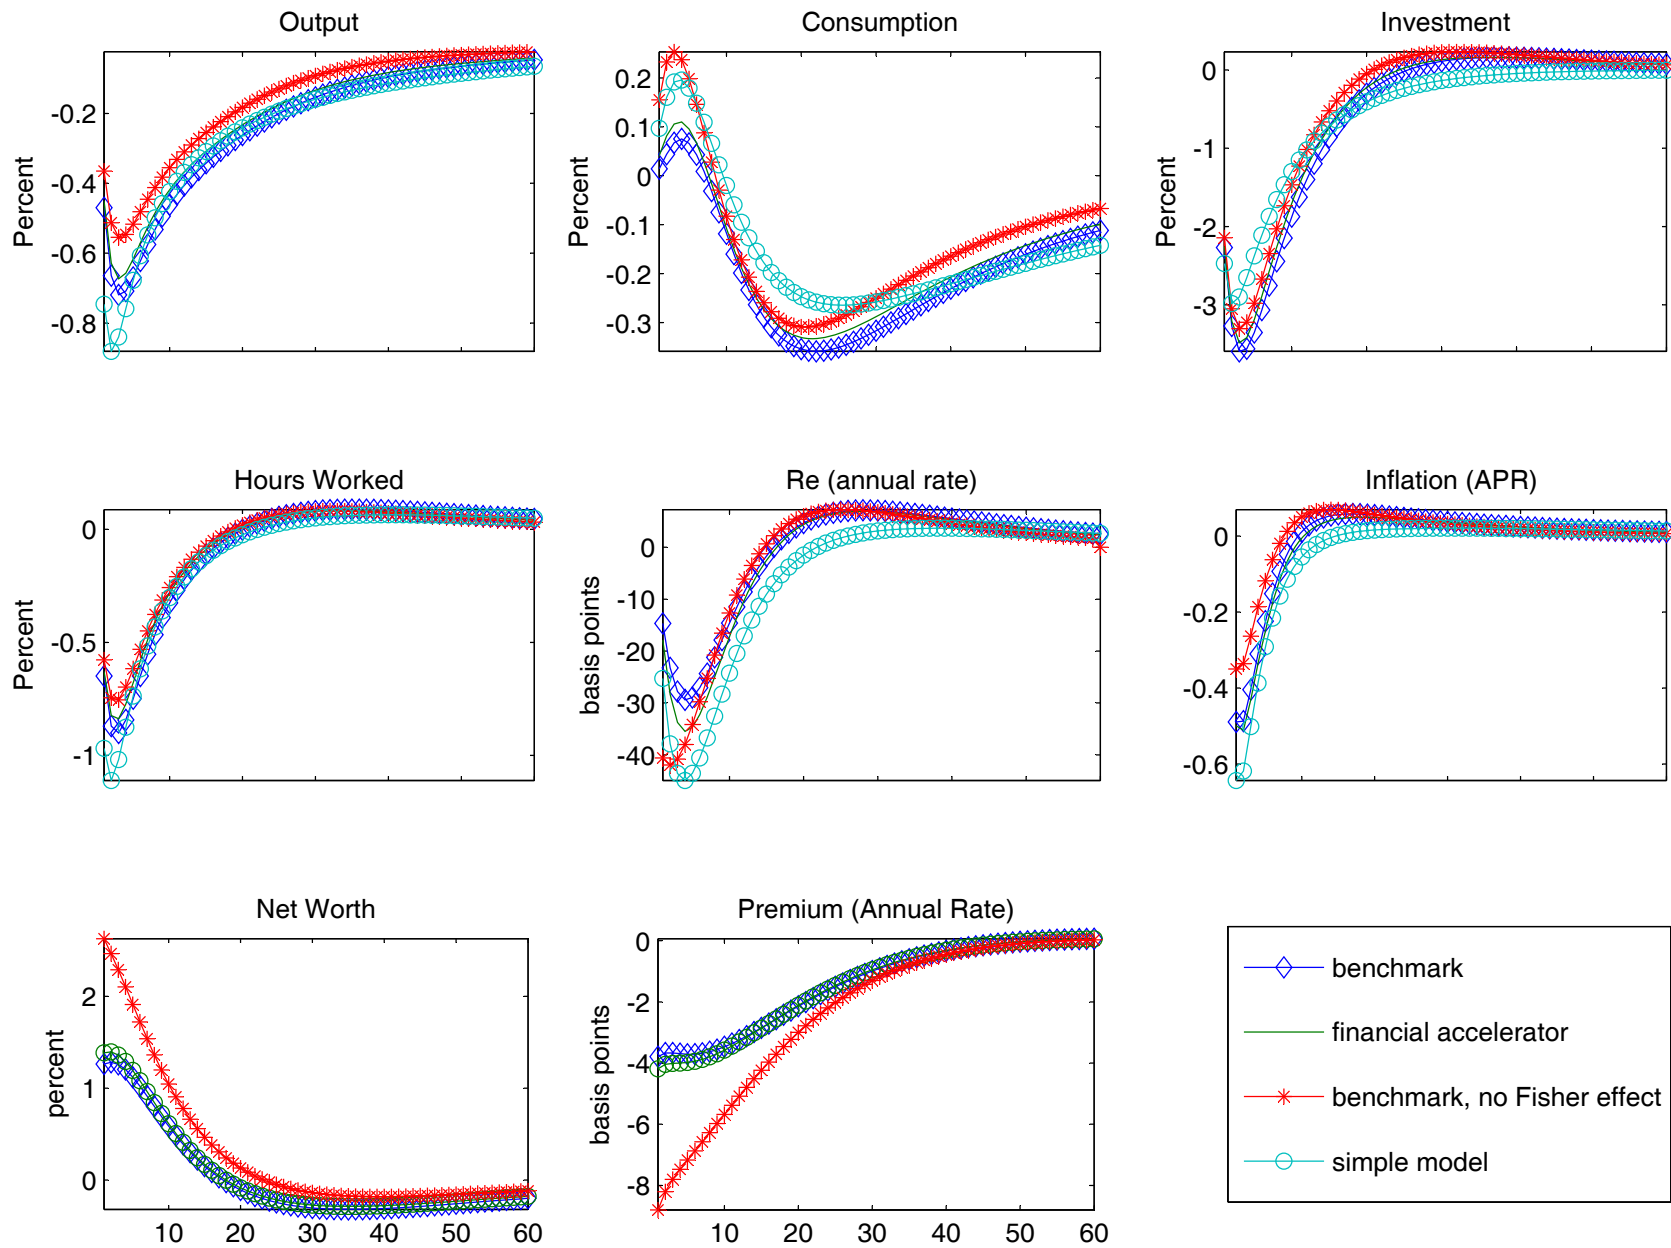 Output
Percent
-0.2
-0.4
-0.6
-0.8
Consumption
Percent
0.2
0.1
0
-0.1
-0.2
-0.3
Investment
Percent
0
-1
-2
-3
Hours Worked
Percent
0
-0.5
-1
Re (annual rate)
basis points
0
-10
-20
-30
-40
Inflation (APR)
0
-0.2
-0.4
-0.6
Net Worth
percent
2
1
0
10 20 30 40 50 60
Premium (Annual Rate)
basis points
0
-2
-4
-6
-8
10 20 30 40 50 60
benchmark
financial accelerator
benchmark, no Fisher effect
simple model